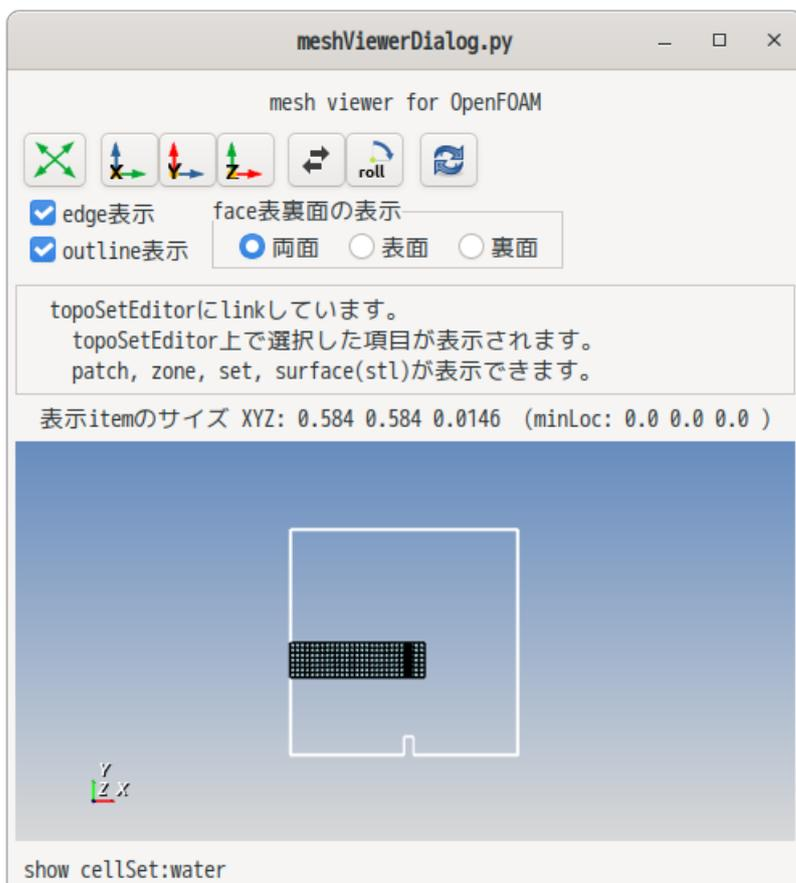 meshViewerDialog.py
mesh viewer for OpenFOAM
X Y Z roll
edge表示
face表裏面の表示
outline表示
両面 表面 裏面
topoSetEditorにlinkしています。
topoSetEditor上で選択した項目が表示されます。
patch, zone, set, surface(stl)が表示できます。
表示itemのサイズ XYZ: 0.584 0.584 0.0146 (minLoc: 0.0 0.0 0.0 )
Y
Z X
show cellSet:water